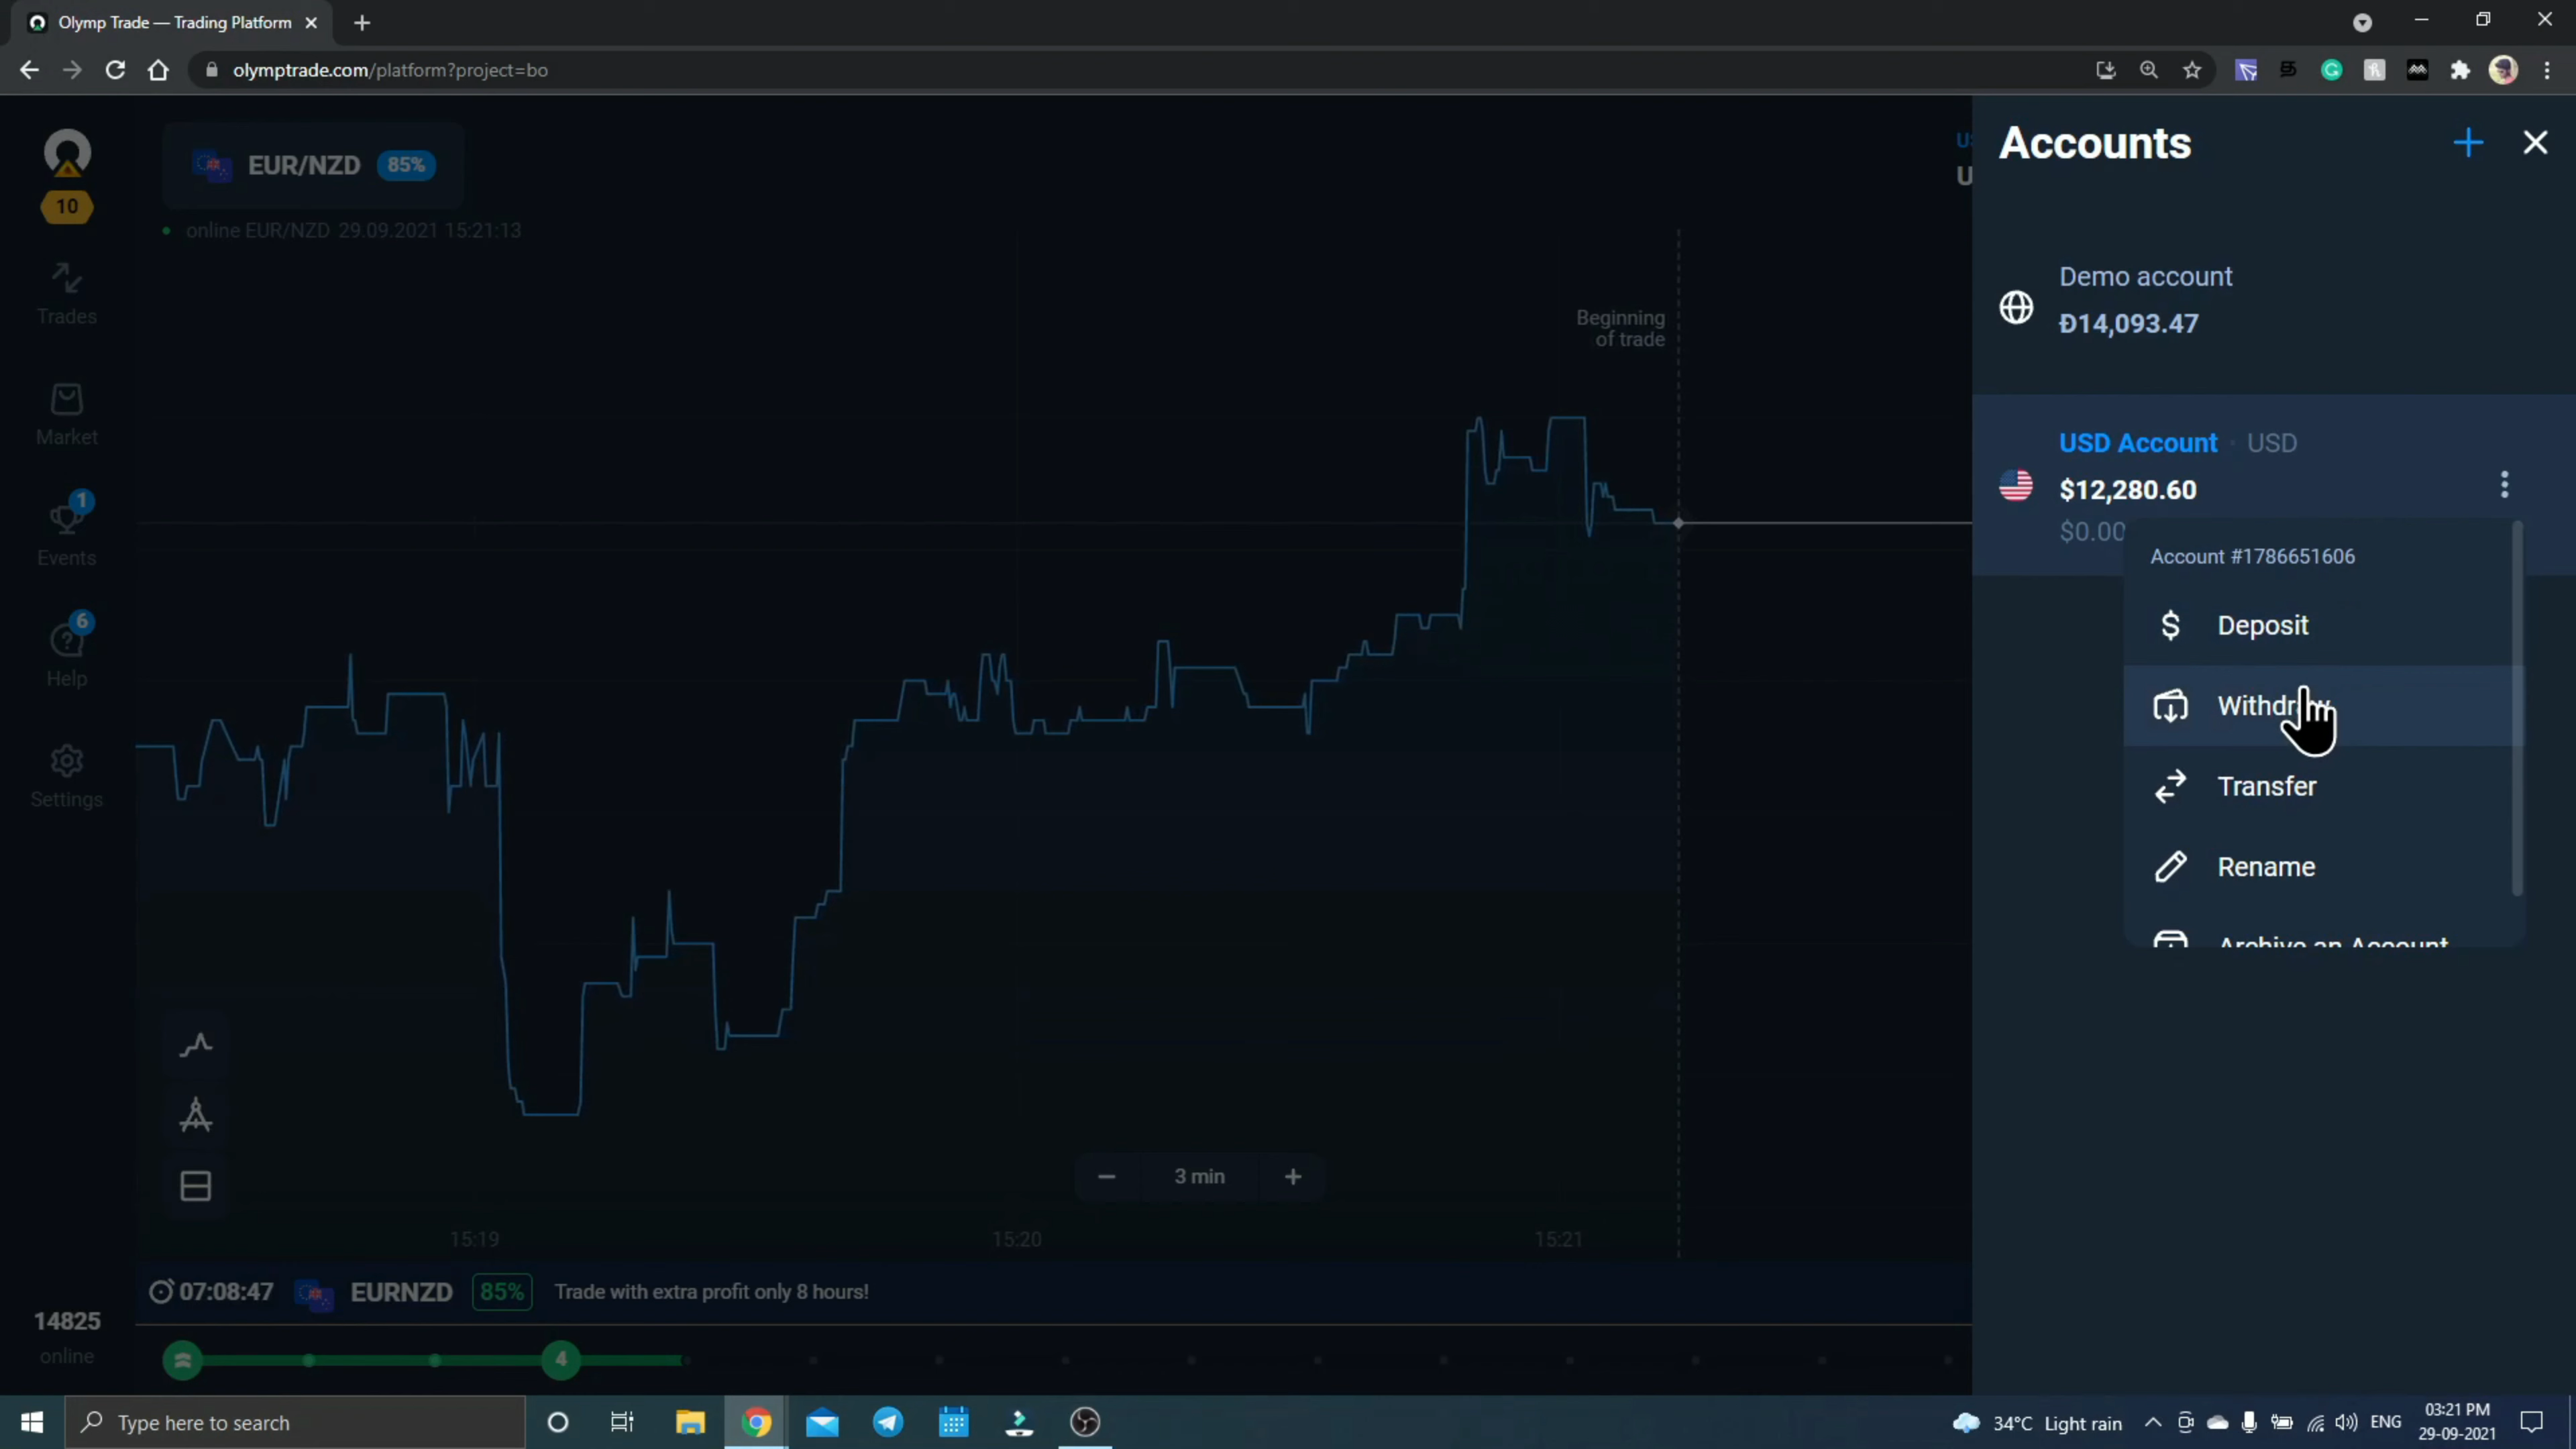 Olymp Trade — Trading Platform
olymptrade.com/platform?project=bo
10
Trades
Market
1
Events
6
Help
Settings
14825
online
EUR/NZD 85%
online EUR/NZD 29.09.2021 15:21:13
Beginning
of trade
3 min
15:19 15:20 15:21
07:08:47 EURNZD 85% Trade with extra profit only 8 hours!
4
Accounts
Demo account
Đ14,093.47
USD Account · USD
$12,280.60
$0.00
Account #1786651606
Deposit
Transfer
Rename
Archive an Account
Type here to search
34°C Light rain
ENG
03:21 PM
29-09-2021